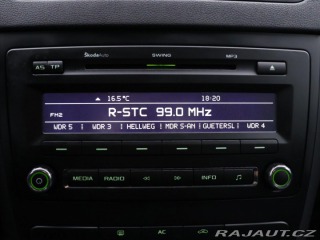 ŠkodaAuto SWING MP3
AS TP
16.5°C 18:20
FM2 R-STC 99.0 MHz
WDR 5 WDR 3 HELLWEG MDR S-AN GUETERSL WDR 4
MEDIA RADIO INFO
AC
RAJAUT.CZ